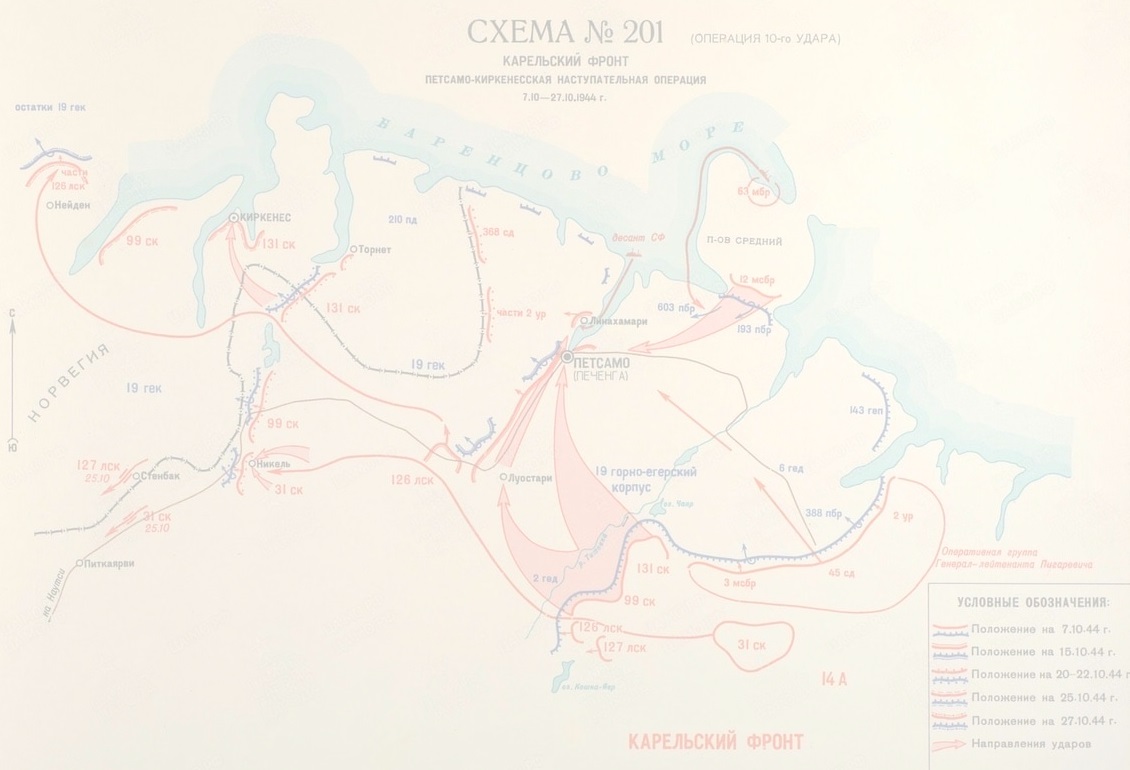 СХЕМА № 201 (ОПЕРАЦИЯ 10-го УДАРА)
КАРЕЛЬСКИЙ ФРОНТ
ПЕТСАМО-КИРКЕНЕССКАЯ НАСТУПАТЕЛЬНАЯ ОПЕРАЦИЯ
7.10—27.10.1944 г.
остатки 19 гек
БАРЕНЦОВО МОРЕ
части
126 лск
Нейден
63 мбр
КИРКЕНЕС
210 пд
99 ск
131 ск
368 сд
десант СФ
П-ОВ СРЕДНИЙ
Торнет
12 мсбр
131 ск
части 2 ур
603 пбр
Линахамари
193 пбр
С
НОРВЕГИЯ
19 гек
19 гек
ПЕТСАМО
(ПЕЧЕНГА)
143 геп
99 ск
Ю
127 лск
25.10
Стенбак
Никель
126 лск
Луостари
19 горно-егерский
корпус
6 гсд
31 ск
31 ск
25.10
388 пбр
2 ур
Питкаярви
на Наутси
Оперативная группа
Генерал-лейтенанта Пигаревича
131 ск
2 гсд
3 мсбр
45 сд
99 ск
126 лск
127 лск
31 ск
14 А
КАРЕЛЬСКИЙ ФРОНТ
УСЛОВНЫЕ ОБОЗНАЧЕНИЯ:
Положение на 7.10.44 г.
Положение на 15.10.44 г.
Положение на 20-22.10.44 г
Положение на 25.10.44 г.
Положение на 27.10.44 г.
Направления ударов